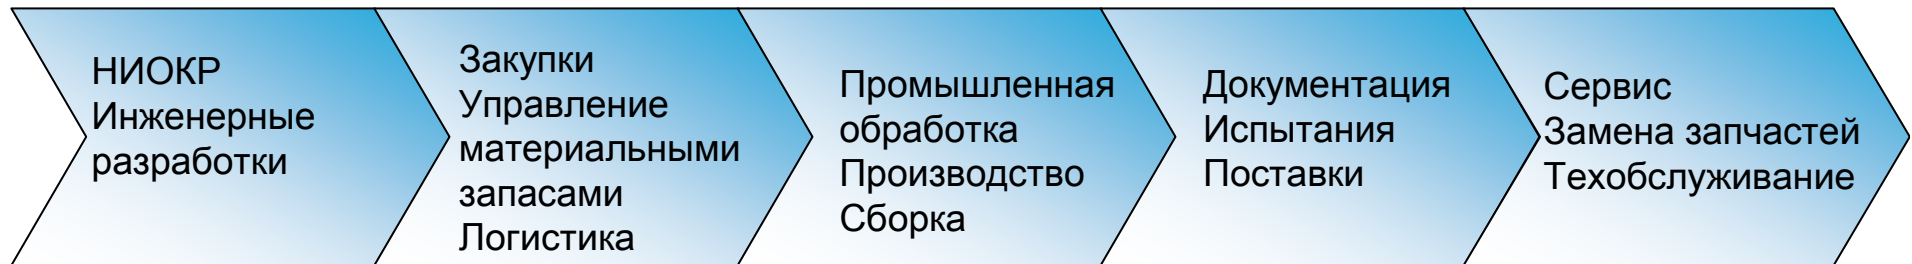 НИОКР
Инженерные
разработки
Закупки
Управление
материальными
запасами
Логистика
Промышленная
обработка
Производство
Сборка
Документация
Испытания
Поставки
Сервис
Замена запчастей
Техобслуживание